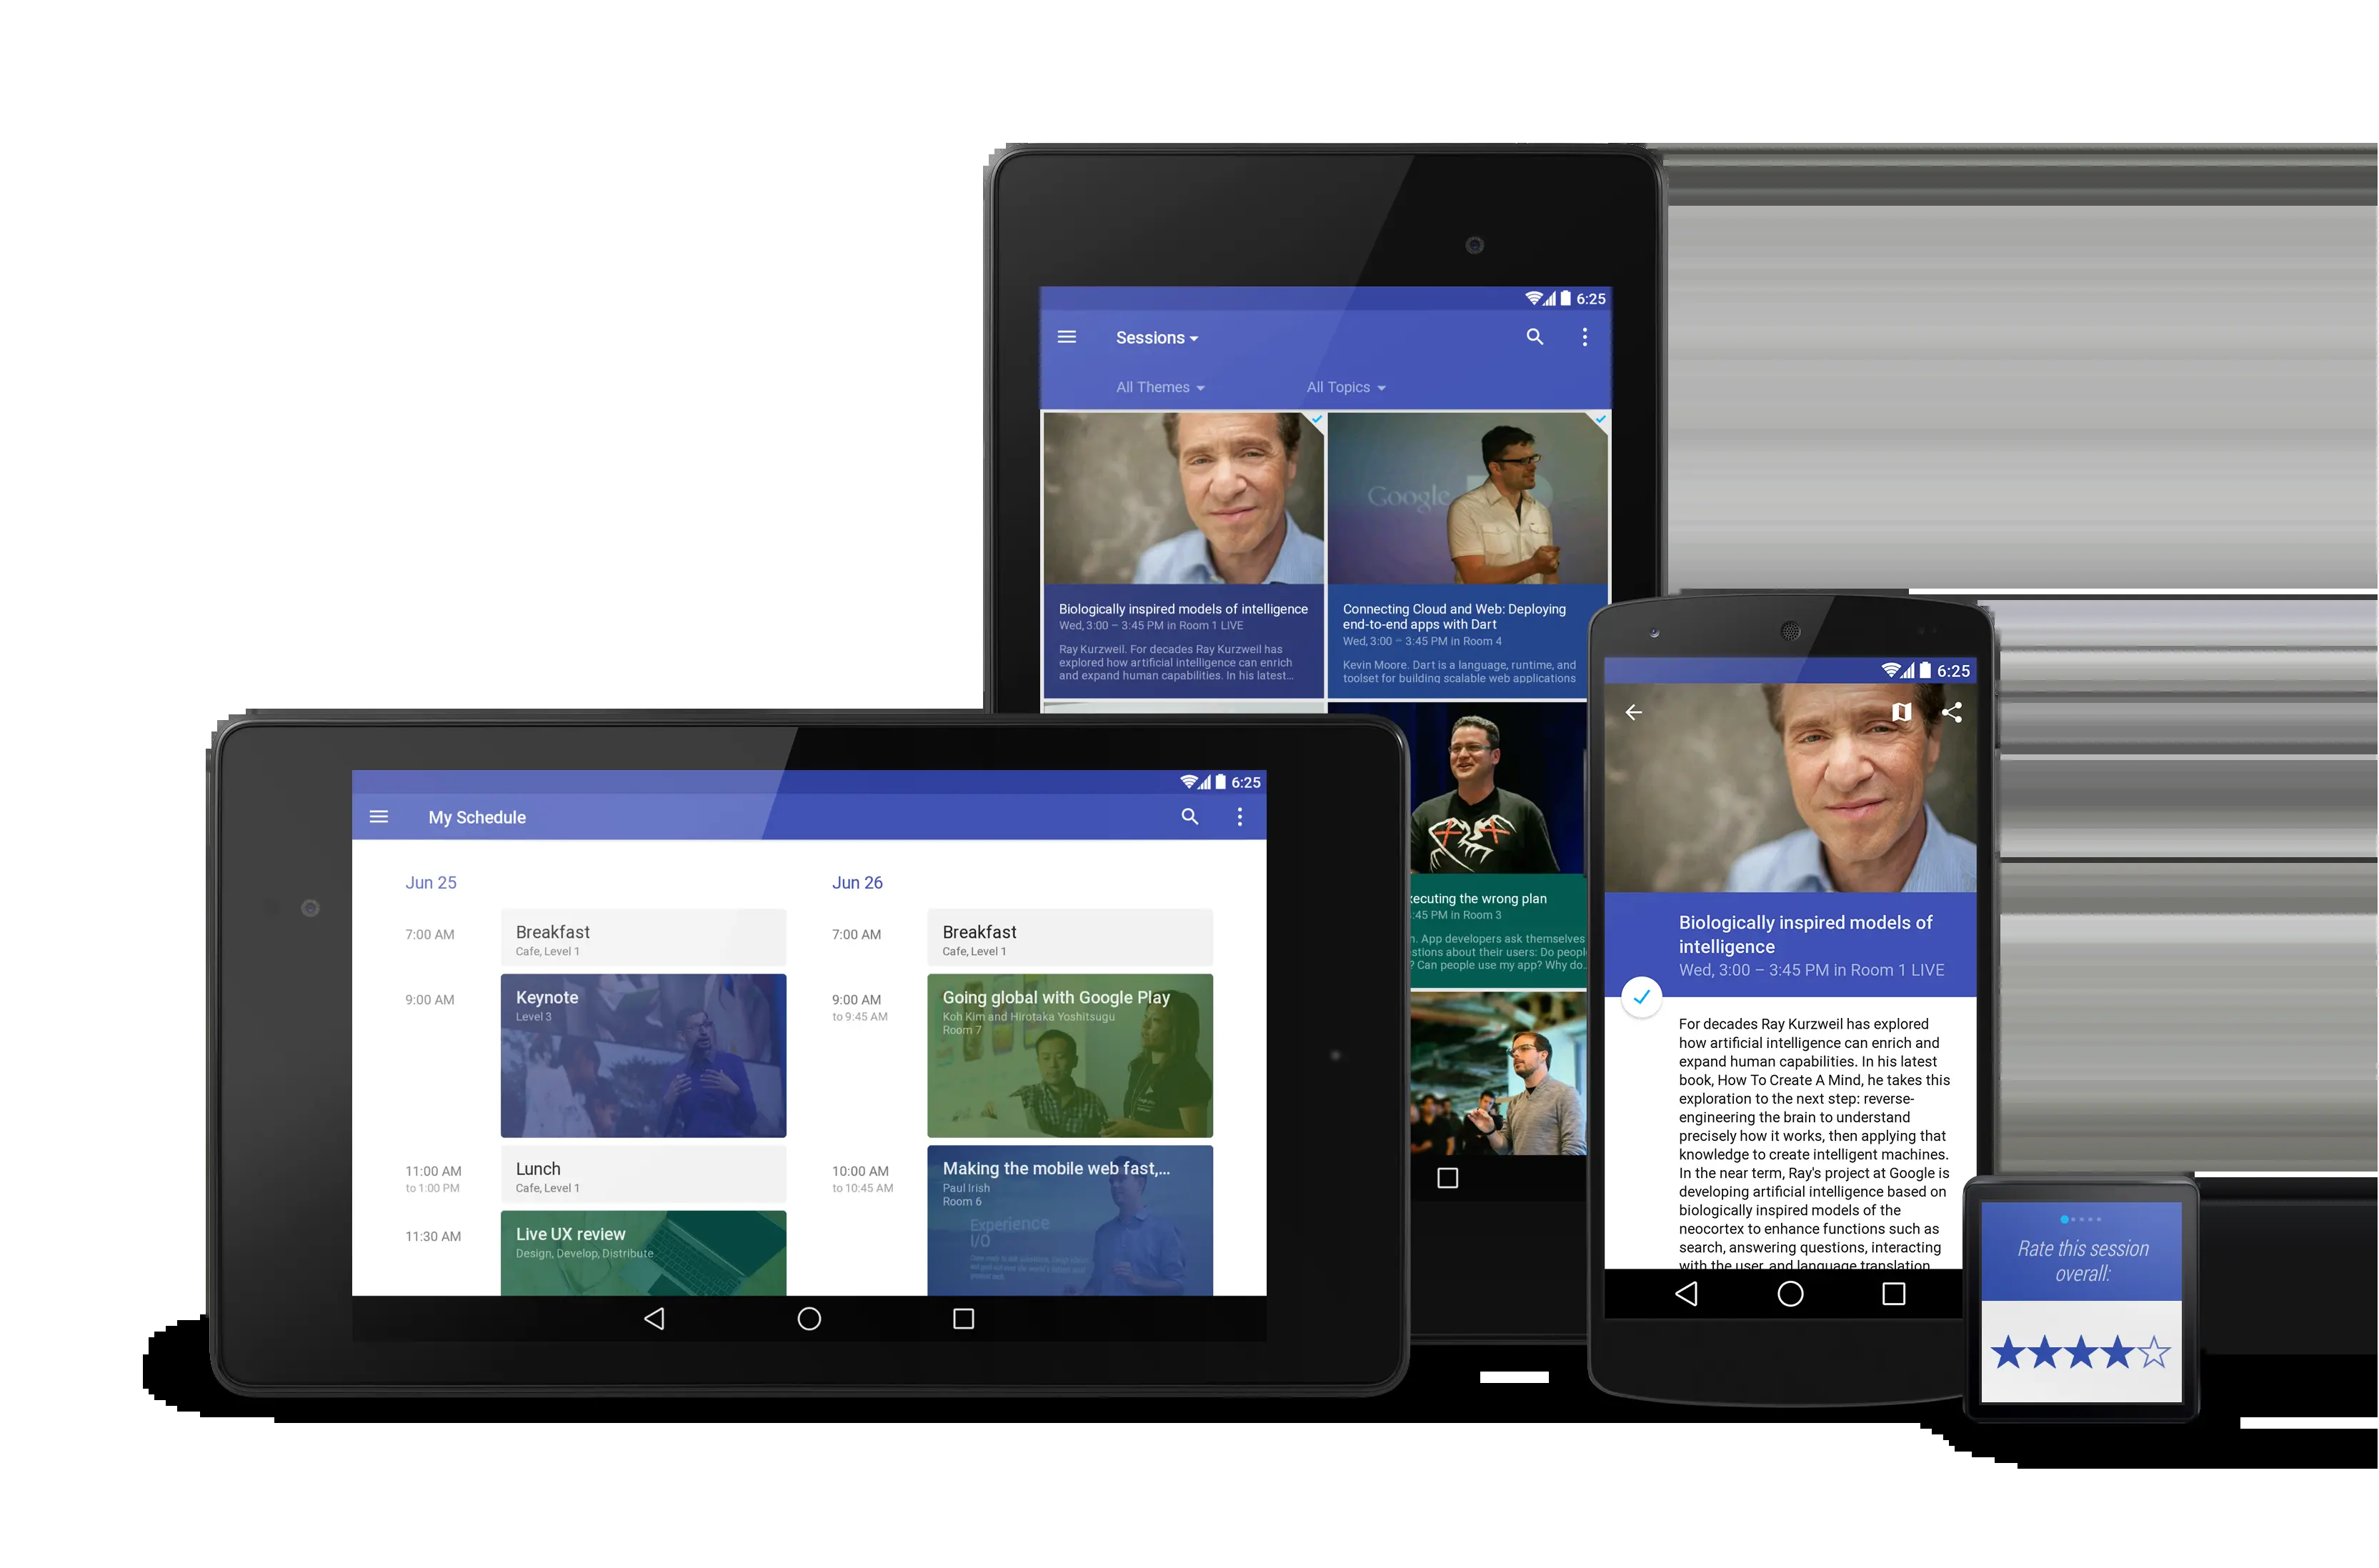 6:25
Sessions
All Themes
All Topics
Google
Biologically inspired models of intelligence
Wed, 3:00 – 3:45 PM in Room 1 LIVE
Ray Kurzweil. For decades Ray Kurzweil has
explored how artificial intelligence can enrich
and expand human capabilities. In his latest...
Connecting Cloud and Web: Deploying
end-to-end apps with Dart
Wed, 3:00 – 3:45 PM in Room 4
Kevin Moore. Dart is a language, runtime, and
toolset for building scalable web applications
xecuting the wrong plan
:45 PM in Room 3
n. App developers ask themselves
stions about their users: Do peopl
? Can people use my app? Why do...
6:25
My Schedule
Jun 25
7:00 AM
Breakfast
Cafe, Level 1
9:00 AM
Keynote
Level 3
11:00 AM
to 1:00 PM
Lunch
Cafe, Level 1
11:30 AM
Live UX review
Design, Develop, Distribute
Jun 26
7:00 AM
Breakfast
Cafe, Level 1
9:00 AM
to 9:45 AM
Going global with Google Play
Koh Kim and Hirotaka Yoshitsugu
Room 7
10:00 AM
to 10:45 AM
Making the mobile web fast,...
Paul Irish
Room 6
Experience
I/O
6:25
Biologically inspired models of
intelligence
Wed, 3:00 – 3:45 PM in Room 1 LIVE
For decades Ray Kurzweil has explored
how artificial intelligence can enrich and
expand human capabilities. In his latest
book, How To Create A Mind, he takes this
exploration to the next step: reverse-
engineering the brain to understand
precisely how it works, then applying that
knowledge to create intelligent machines.
In the near term, Ray's project at Google is
developing artificial intelligence based on
biologically inspired models of the
neocortex to enhance functions such as
search, answering questions, interacting
with the user, and language translation.
Rate this session
overall: